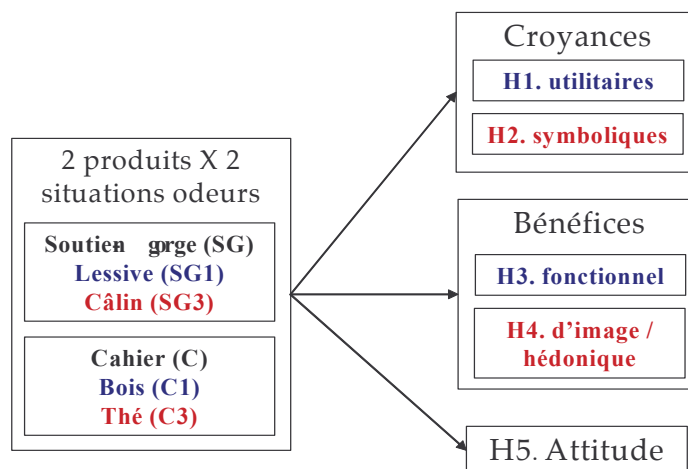 2 produits X 2
situations odeurs
Soutien- gorge (SG)
Lessive (SG1)
Câlin (SG3)
Cahier (C)
Bois (C1)
Thé (C3)
Croyances
H1. utilitaires
H2. symboliques
Bénéfices
H3. fonctionnel
H4. d’image /
hédonique
H5. Attitude